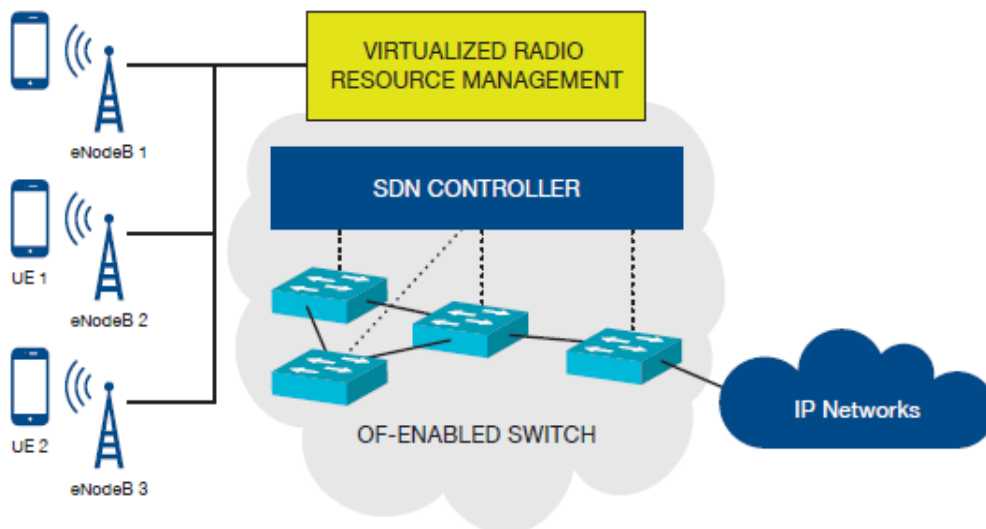 VIRTUALIZED RADIO
RESOURCE MANAGEMENT
eNodeB 1
SDN CONTROLLER
UE 1
eNodeB 2
UE 2
eNodeB 3
OF-ENABLED SWITCH
IP Networks